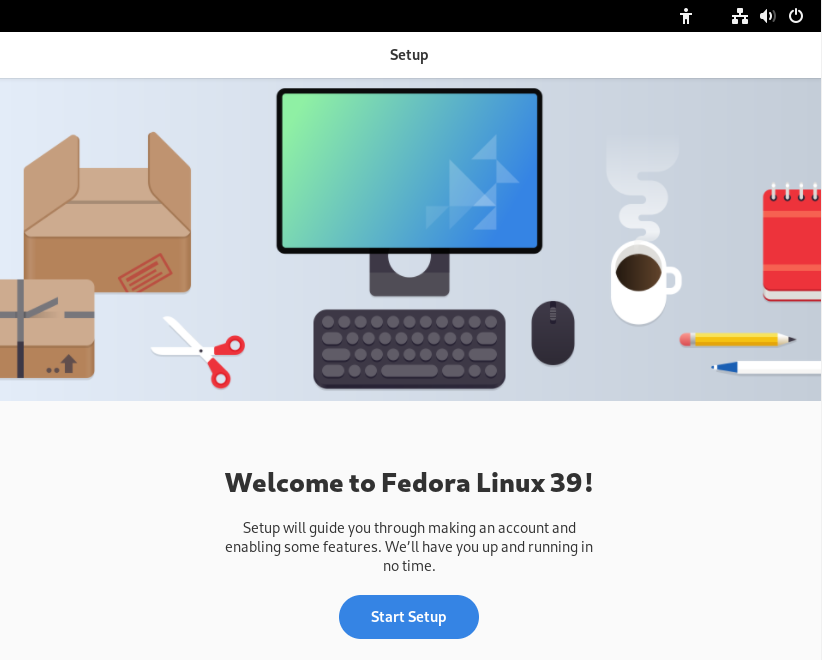 Setup
Welcome to Fedora Linux 39!
Setup will guide you through making an account and
enabling some features. We’ll have you up and running in
no time.
Start Setup